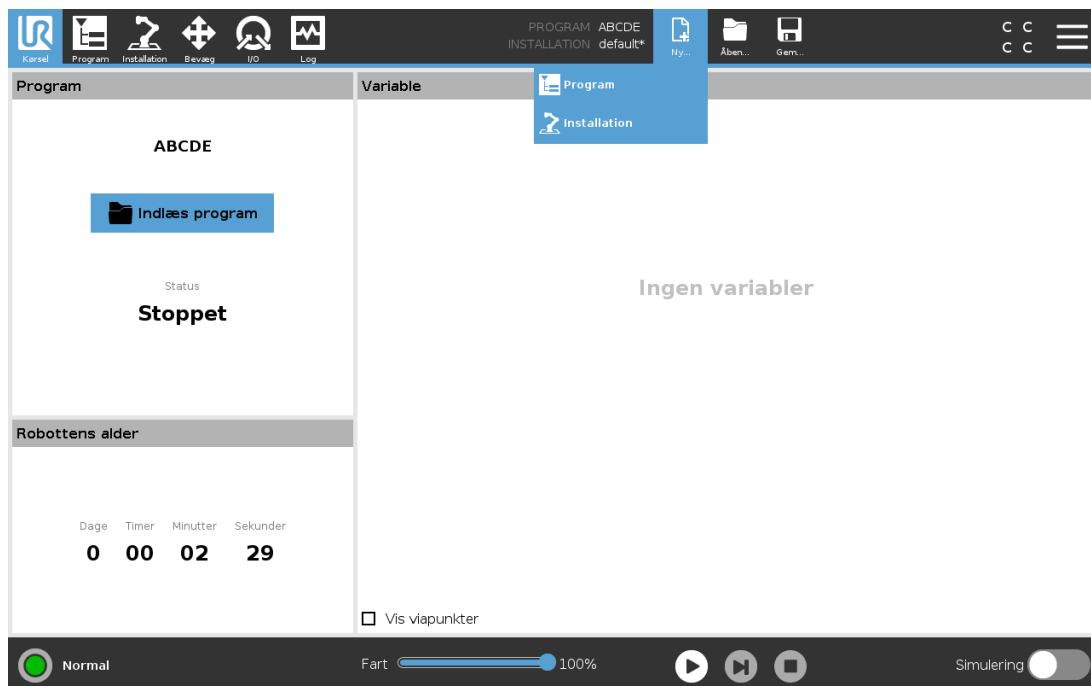 PROGRAM ABCDE
INSTALLATION default*
C C
C C
Kørsel Program Installation Bevæg I/O Log Ny... Åben... Gem...
Program
Variable
Program
Installation
ABCDE
Indlæs program
Status
Stoppet
Ingen variabler
Robottens alder
Dage Timer Minutter Sekunder
0 00 02 29
Vis viapunkter
Normal
Fart 100%
Simulering